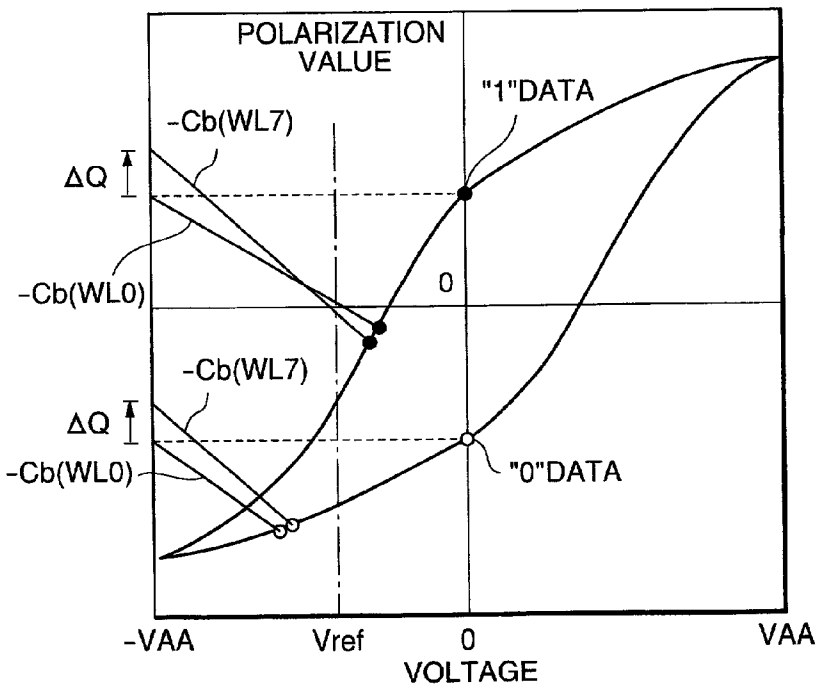 POLARIZATION
VALUE
"1"DATA
-Cb(WL7)
ΔQ
-Cb(WL0)
0
-Cb(WL7)
ΔQ
-Cb(WL0)
"0"DATA
-VAA
Vref
0
VAA
VOLTAGE